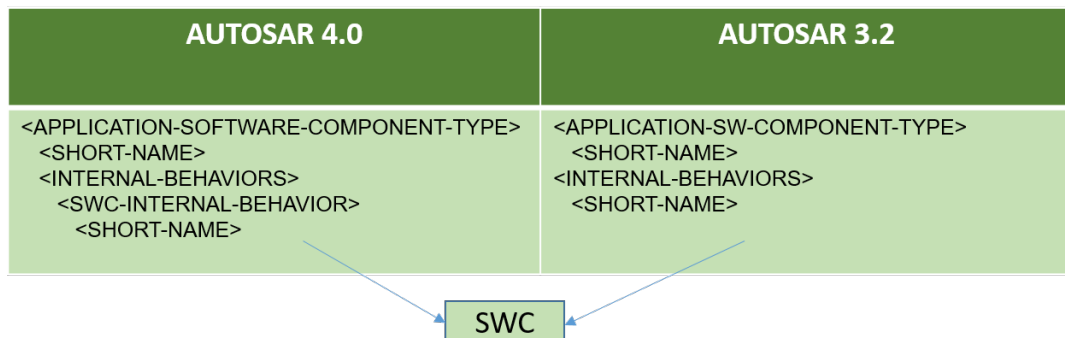 AUTOSAR 4.0
AUTOSAR 3.2
<APPLICATION-SOFTWARE-COMPONENT-TYPE>
<SHORT-NAME>
<INTERNAL-BEHAVIORS>
<SWC-INTERNAL-BEHAVIOR>
<SHORT-NAME>
<APPLICATION-SW-COMPONENT-TYPE>
<SHORT-NAME>
<INTERNAL-BEHAVIORS>
<SHORT-NAME>
SWC